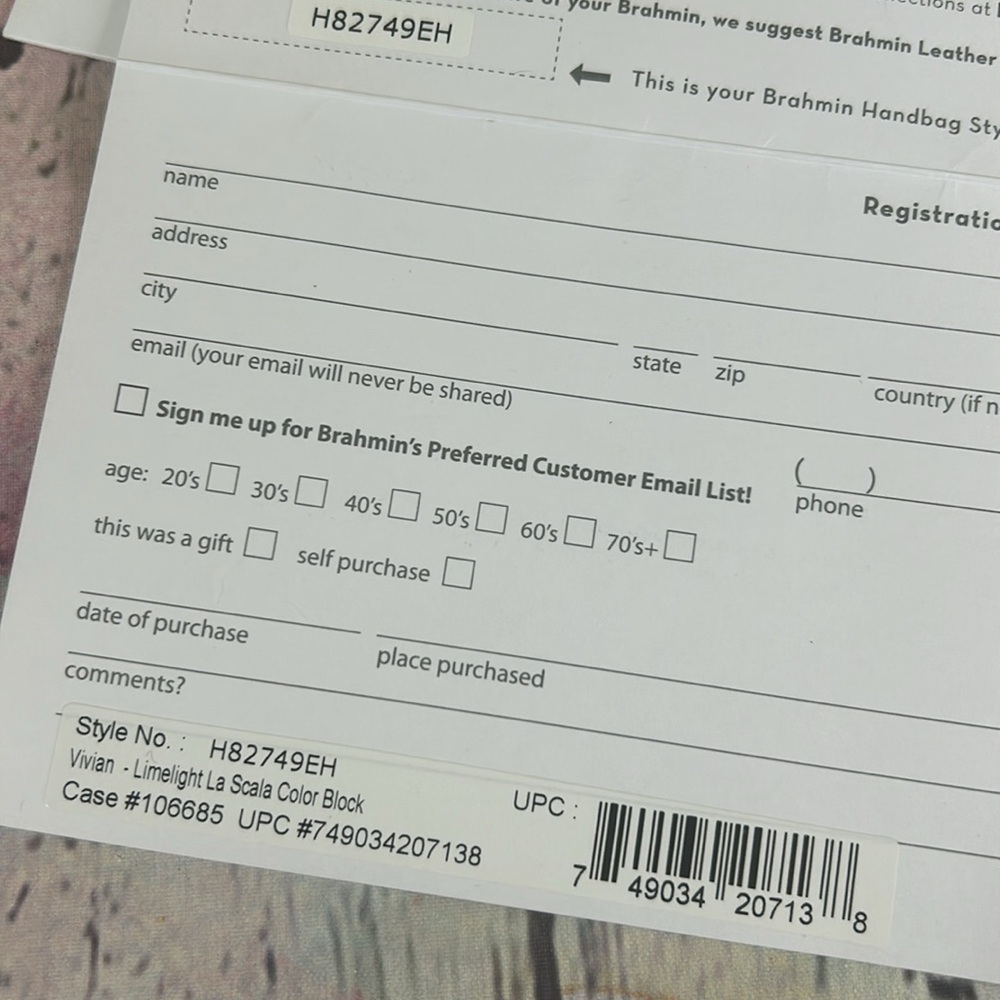 ctions at
your Brahmin, we suggest Brahmin Leather
H82749EH
This is your Brahmin Handbag Sty
Registratio
name
address
city
state zip country (if n
email (your email will never be shared)
Sign me up for Brahmin's Preferred Customer Email List!
( )
phone
age: 20's 30's 40's 50's 60's 70's+
this was a gift self purchase
date of purchase place purchased
comments?
Style No. : H82749EH
Vivian - Limelight La Scala Color Block
Case #106685 UPC #749034207138
UPC :
7 49034 20713 8